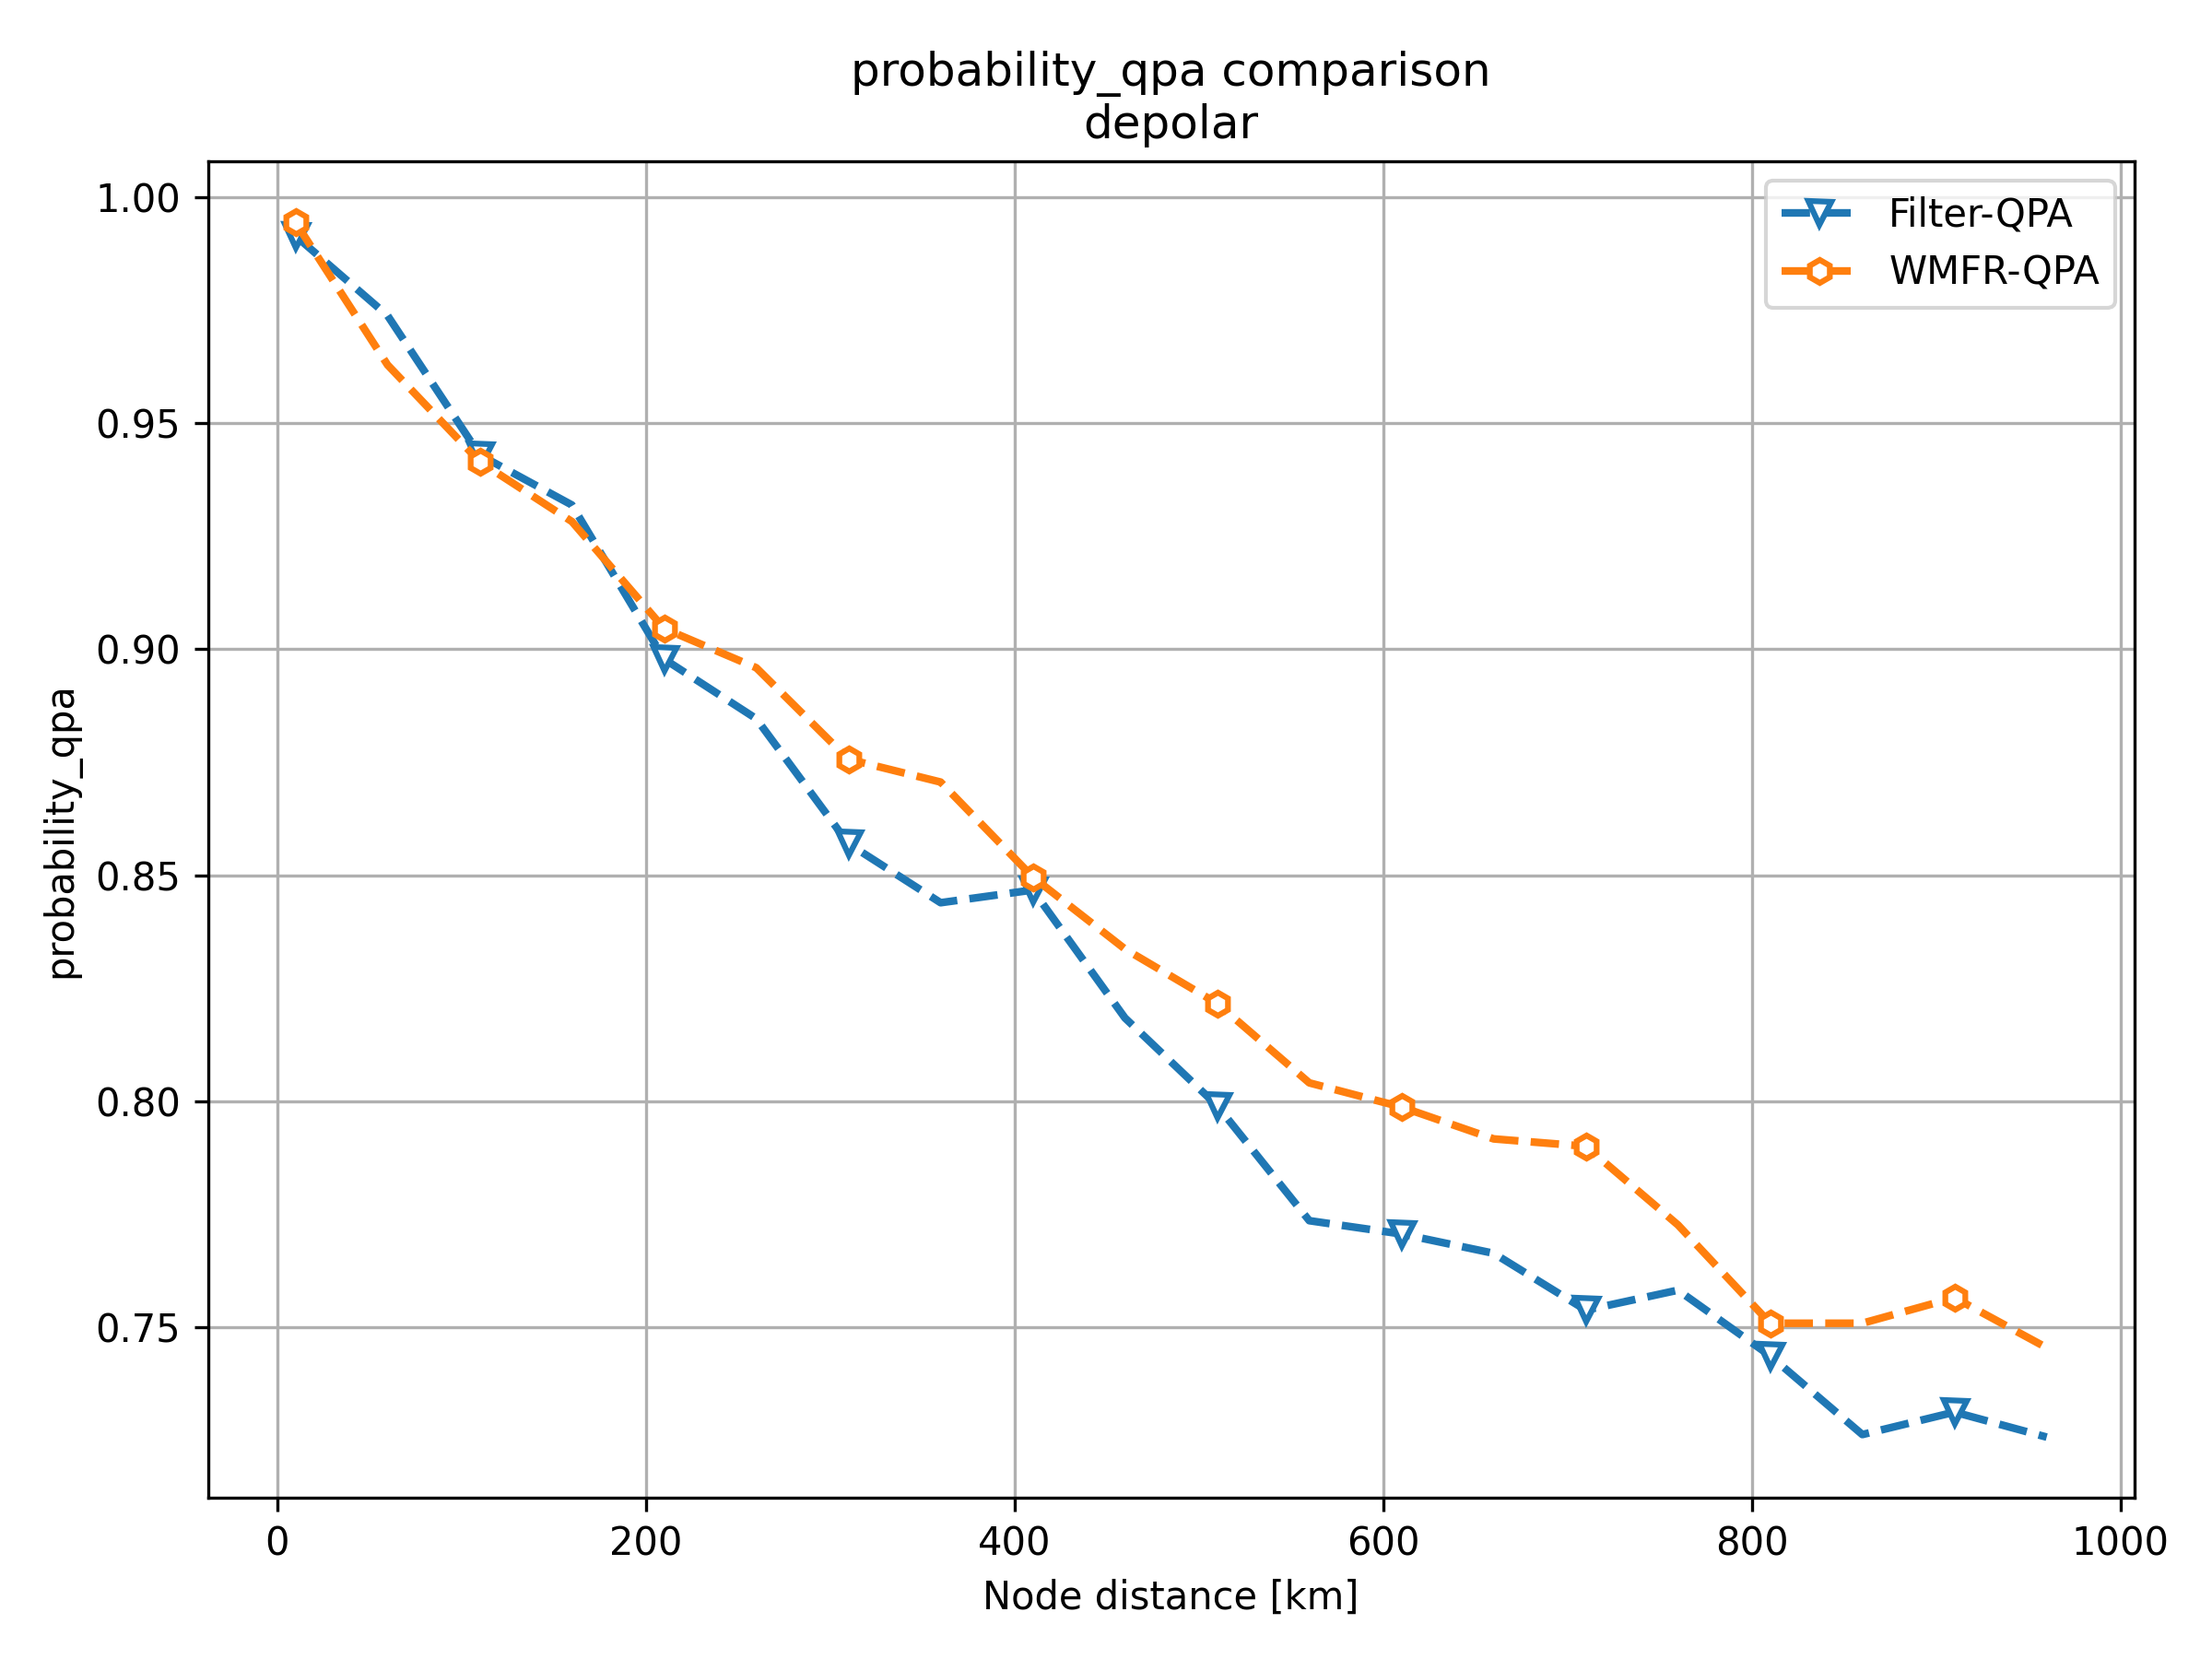 probability_qpa comparison
depolar
Filter-QPA
WMFR-QPA
probability_qpa
1.00
0.95
0.90
0.85
0.80
0.75
0 200 400 600 800 1000
Node distance [km]